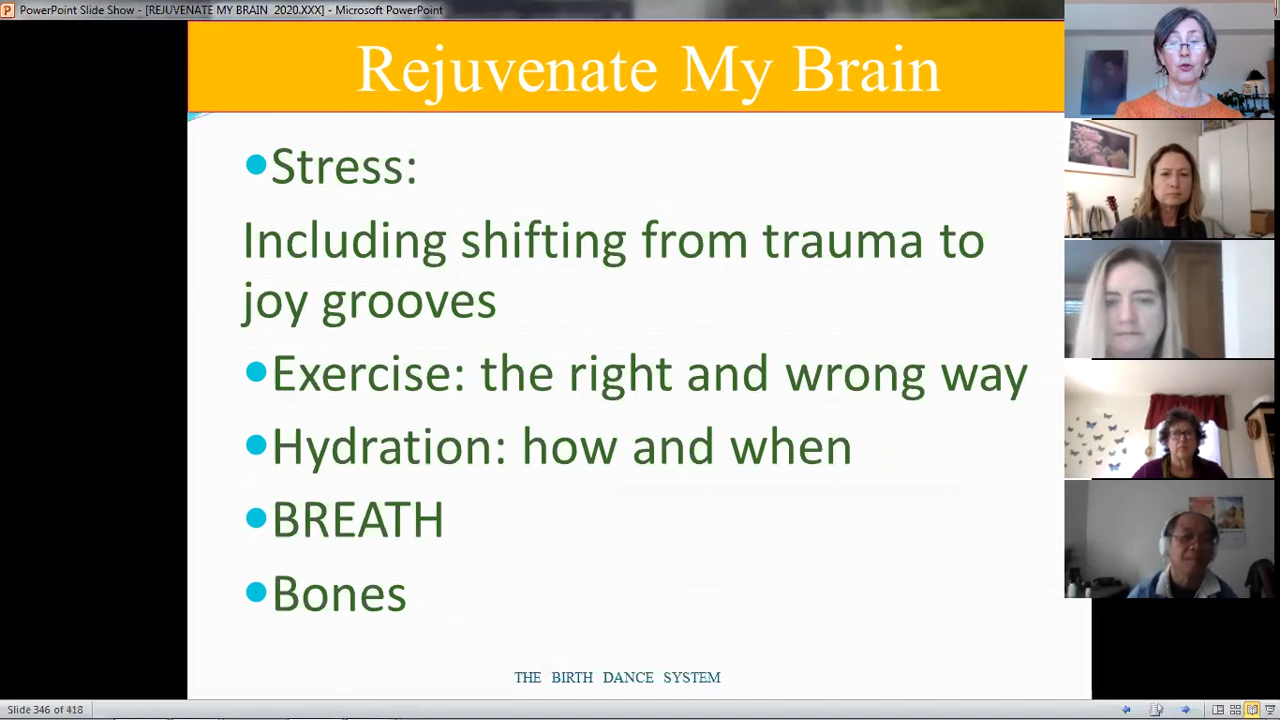 PowerPoint Slide Show - [REJUVENATE MY BRAIN 2020.XXX] - Microsoft PowerPoint
Rejuvenate My Brain
•Stress:
Including shifting from trauma to
joy grooves
•Exercise: the right and wrong way
•Hydration: how and when
•BREATH
•Bones
THE BIRTH DANCE SYSTEM
Slide 346 of 418